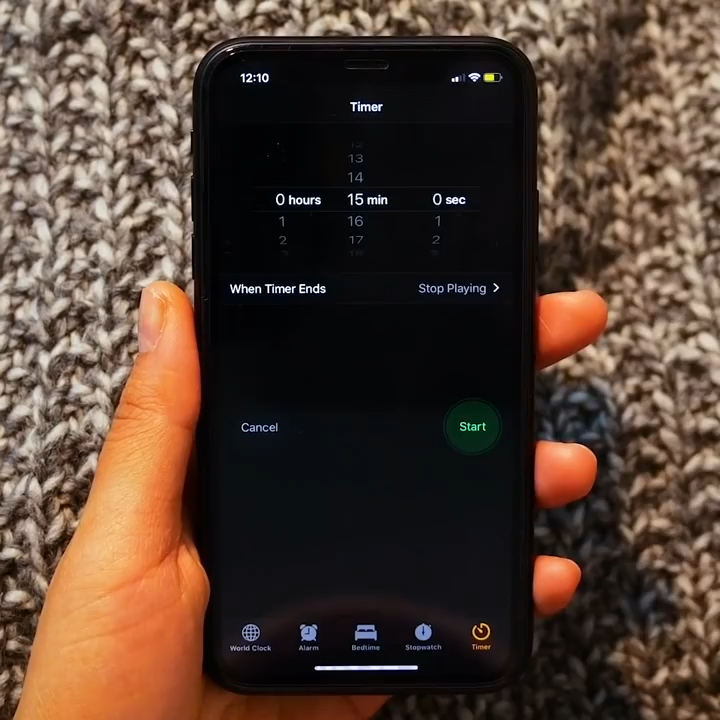 12:10
Timer
13
14
0 hours 15 min 0 sec
1 16 1
2 17 2
When Timer Ends Stop Playing
Cancel Start
World Clock Alarm Bedtime Stopwatch Timer